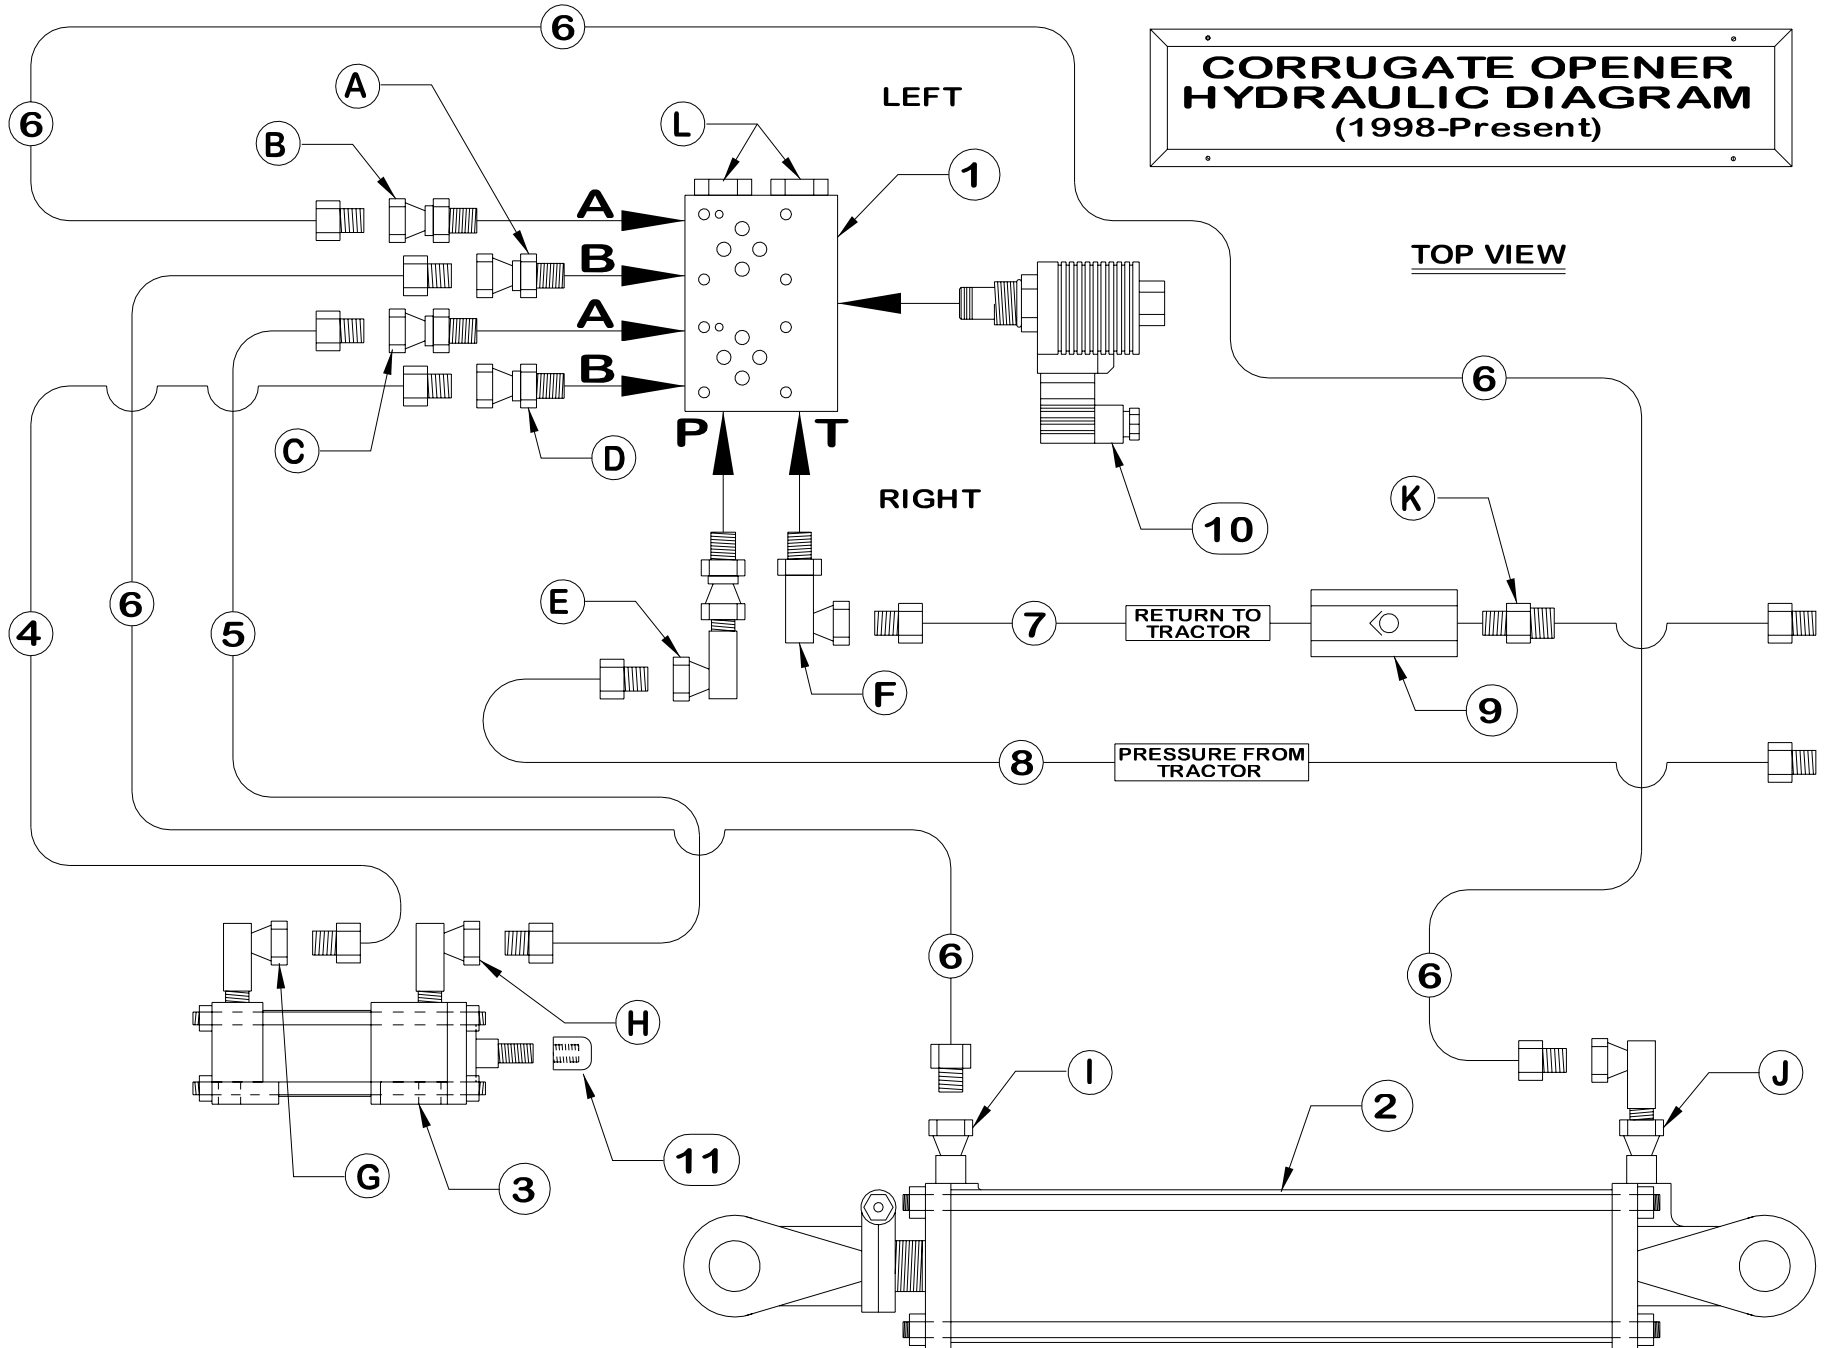 6
CORRUGATE OPENER
HYDRAULIC DIAGRAM
(1998-Present)
A
LEFT
6
L
B
1
A
TOP VIEW
B
A
6
B
C
D
P
T
RIGHT
K
10
E
6
4
5
7
RETURN TO
TRACTOR
F
9
8
PRESSURE FROM
TRACTOR
6
6
H
I
J
2
11
G
3